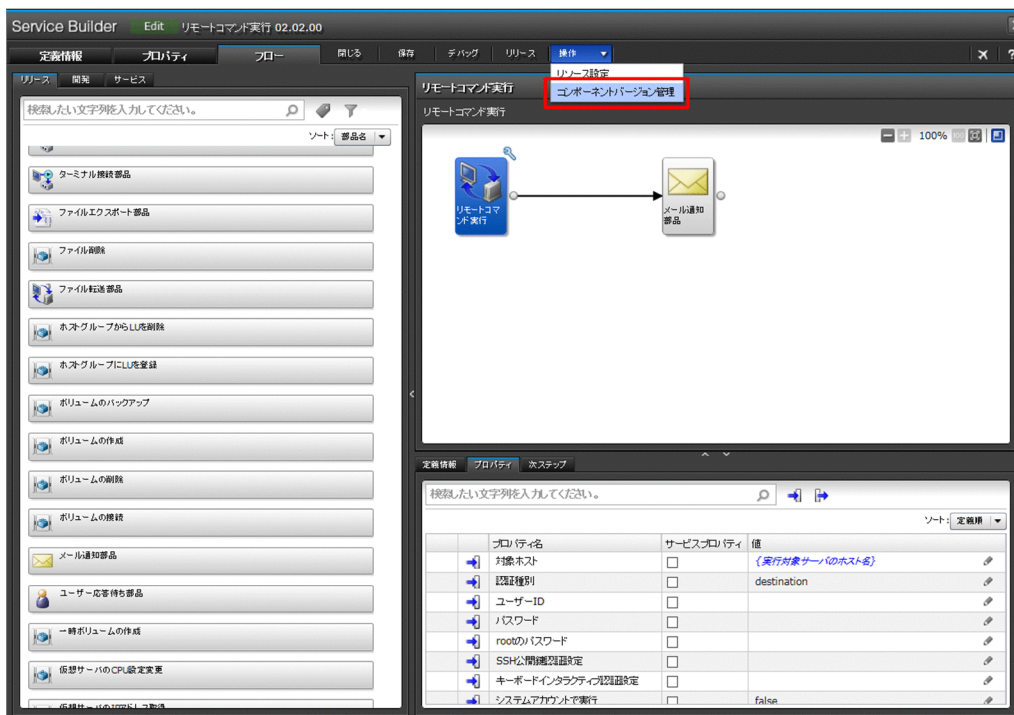 Service Builder Edit リモートコマンド実行 02.02.00
定義情報 プロパティ フロー 閉じる 保存 デバッグ リリース 操作
リソース設定
コンポーネントバージョン管理
リリース 開発 サービス
検索したい文字列を入力してください。
ソート: 部品名
ターミナル接続部品
ファイルエクスポート部品
ファイル削除
ファイル転送部品
ホストグループからLUを削除
ホストグループにLUを登録
ボリュームのバックアップ
ボリュームの作成
ボリュームの削除
ボリュームの接続
メール通知部品
ユーザー応答待ち部品
一時ボリュームの作成
仮想サーバのCPU設定変更
リモートコマンド実行
リモートコマンド実行
100%
リモートコマ
ンド実行
メール通知
部品
定義情報 プロパティ 次ステップ
検索したい文字列を入力してください。
ソート: 定義順
プロパティ名 サービスプロパティ 値
対象ホスト {実行対象サーバのホスト名}
認証種別 destination
ユーザーID
パスワード
rootのパスワード
SSH公開鍵認証設定
キーボードインタラクティブ認証設定
システムアカウントで実行 false